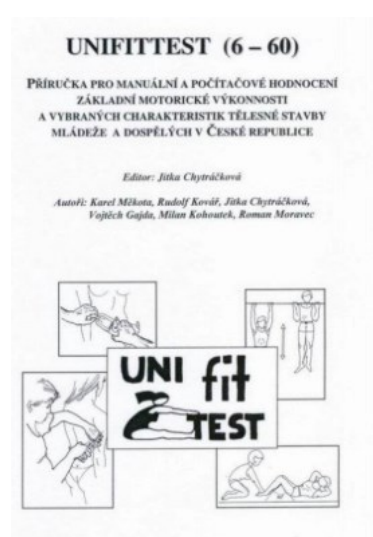 UNIFITTEST (6 – 60)
PŘÍRUČKA PRO MANUÁLNÍ A POČÍTAČOVÉ HODNOCENÍ
ZÁKLADNÍ MOTORICKÉ VÝKONNOSTI
A VYBRANÝCH CHARAKTERISTIK TĚLESNÉ STAVBY
MLÁDEŽE A DOSPĚLÝCH V ČESKÉ REPUBLICE
Editor: Jitka Chytráčková
Autoři: Karel Měkota, Rudolf Kovář, Jitka Chytráčková,
Vojtěch Gajda, Milan Kohoutek, Roman Moravec
UNI fit
TEST